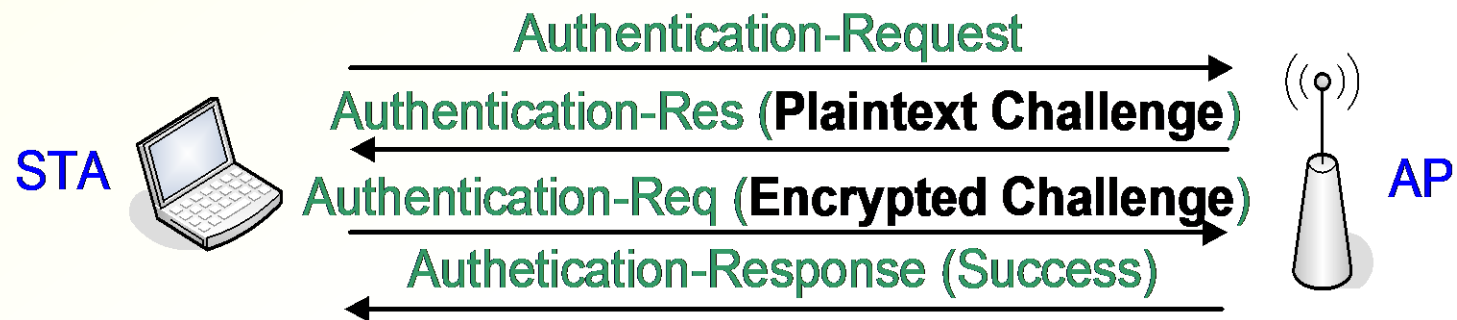 Authentication-Request
Authentication-Res (Plaintext Challenge)
STA
Authentication-Req (Encrypted Challenge)
AP
Authetication-Response (Success)